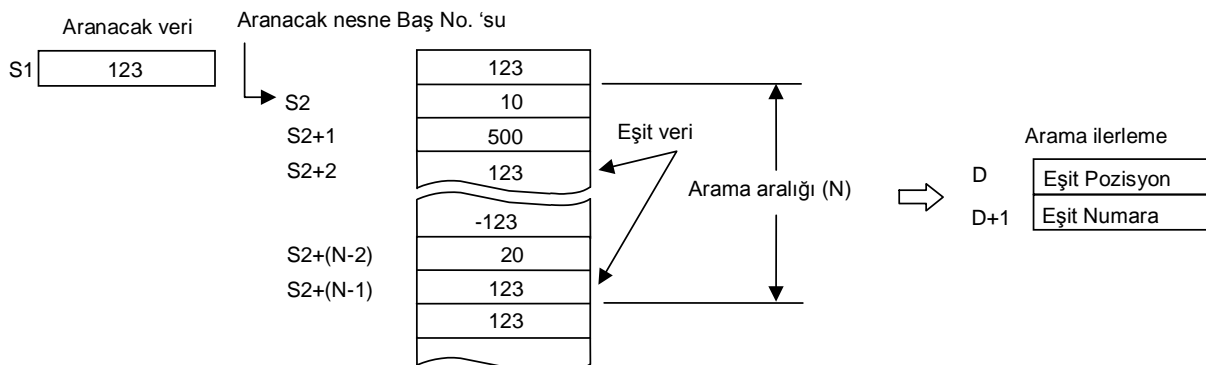 Aranacak veri
Aranacak nesne Baş No. ‘su
S1
123
123
S2
10
S2+1
500
Eşit veri
S2+2
123
Arama aralığı (N)
Arama ilerleme
D
Eşit Pozisyon
D+1
Eşit Numara
-123
S2+(N-2)
20
S2+(N-1)
123
123